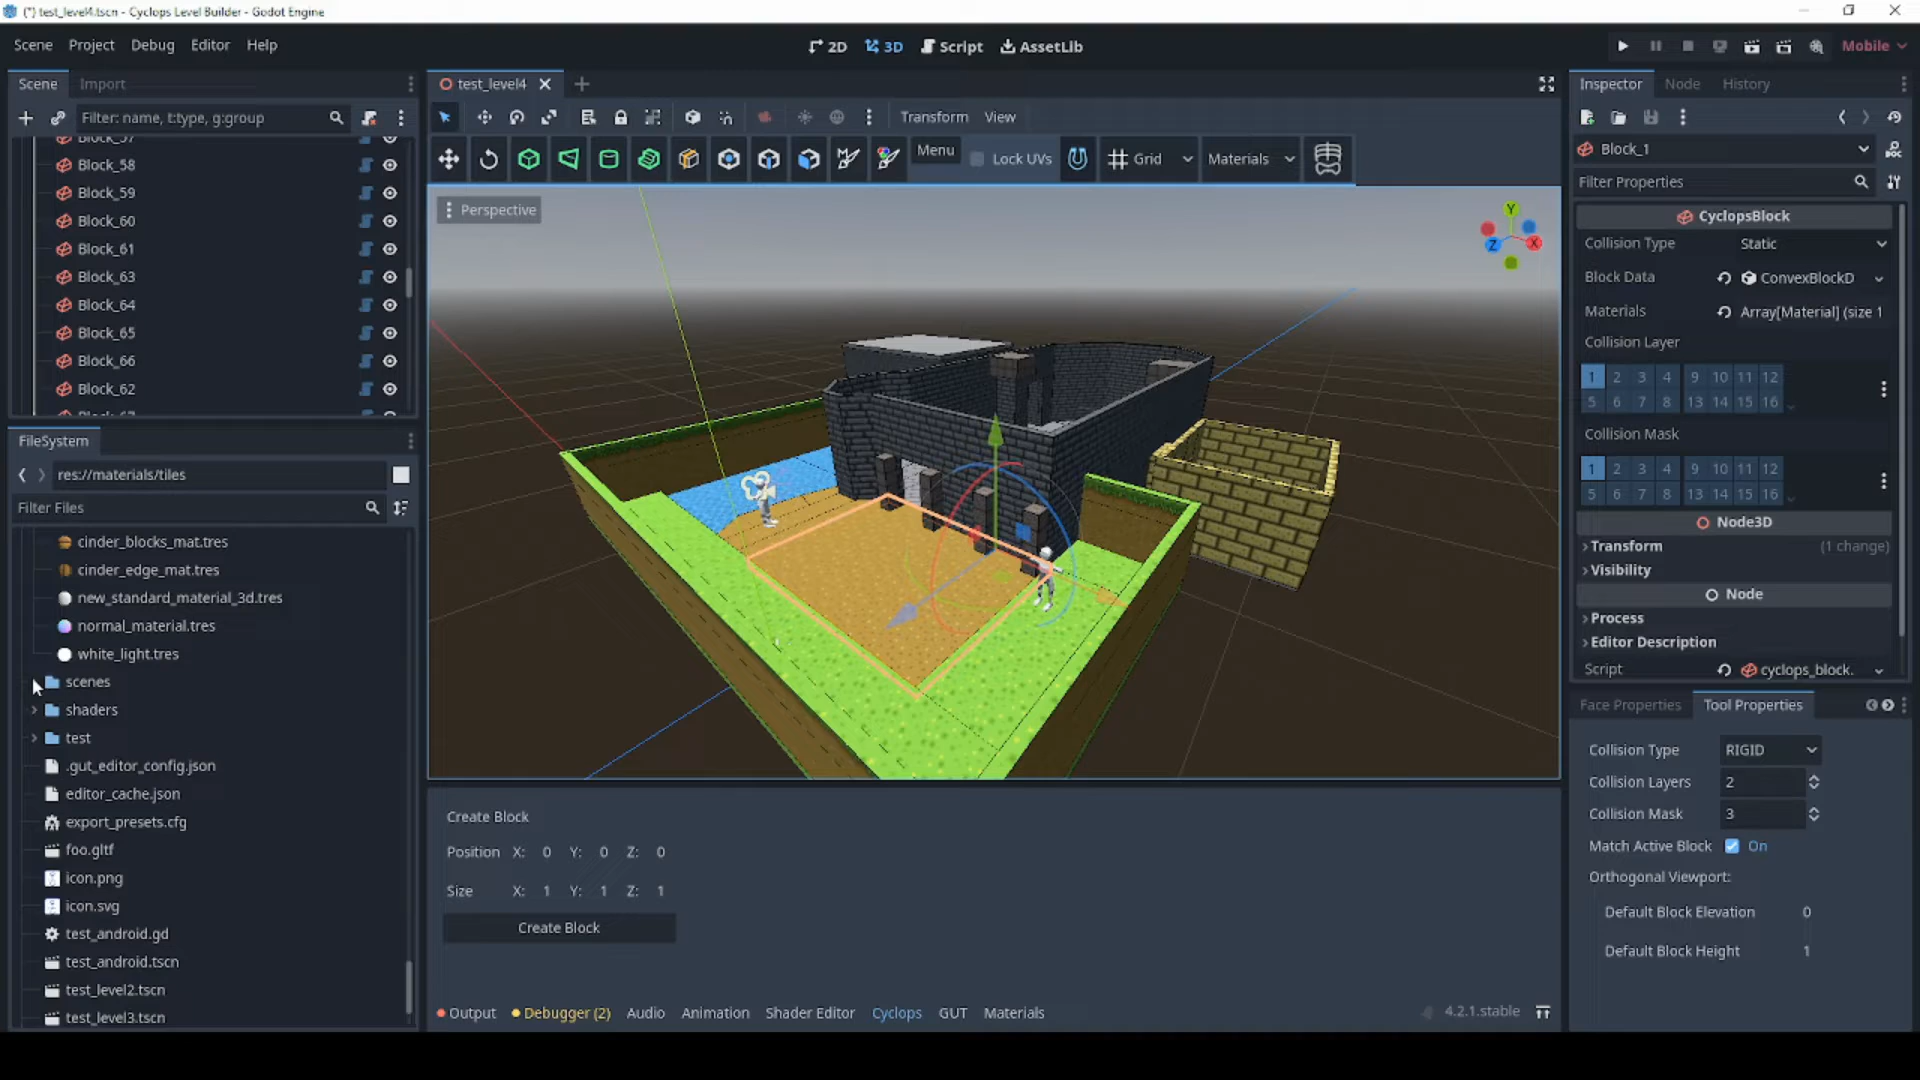 (*) test_level4.tscn - Cyclops Level Builder - Godot Engine
Scene Project Debug Editor Help
2D 3D Script AssetLib
Mobile
Scene Import
Filter: name, t:type, g:group
Block_57
Block_58
Block_59
Block_60
Block_61
Block_63
Block_64
Block_65
Block_66
Block_62
FileSystem
res://materials/tiles
Filter Files
cinder_blocks_mat.tres
cinder_edge_mat.tres
new_standard_material_3d.tres
normal_material.tres
white_light.tres
scenes
shaders
test
.gut_editor_config.json
editor_cache.json
export_presets.cfg
foo.gltf
icon.png
icon.svg
test_android.gd
test_android.tscn
test_level2.tscn
test_level3.tscn
test_level4
Transform View
Menu Lock UVs Grid Materials
Perspective
Y
X
Z
Create Block
Position X: 0 Y: 0 Z: 0
Size X: 1 Y: 1 Z: 1
Create Block
Output Debugger (2) Audio Animation Shader Editor Cyclops GUT Materials
4.2.1.stable
Inspector Node History
Block_1
Filter Properties
CyclopsBlock
Collision Type Static
Block Data ConvexBlockD
Materials Array[Material] (size 1
Collision Layer
1 2 3 4 9 10 11 12
5 6 7 8 13 14 15 16
Collision Mask
1 2 3 4 9 10 11 12
5 6 7 8 13 14 15 16
Node3D
Transform (1 change)
Visibility
Node
Process
Editor Description
Script cyclops_block.
Face Properties Tool Properties
Collision Type RIGID
Collision Layers 2
Collision Mask 3
Match Active Block On
Orthogonal Viewport:
Default Block Elevation 0
Default Block Height 1